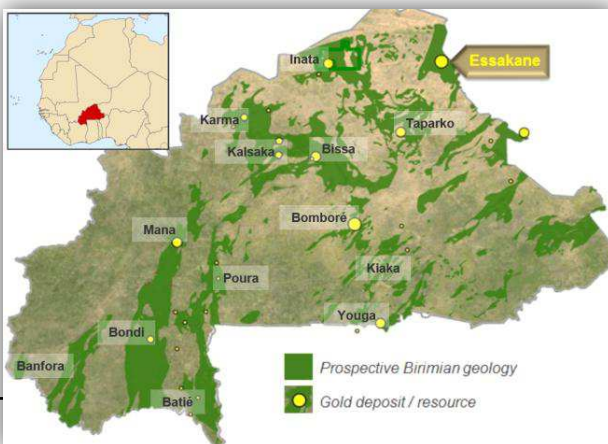 Inata
Essakane
Karma
Taparko
Kalsaka
Bissa
Bomboré
Mana
Poura
Kiaka
Youga
Bondi
Banfora
Batié
Prospective Birimian geology
Gold deposit / resource